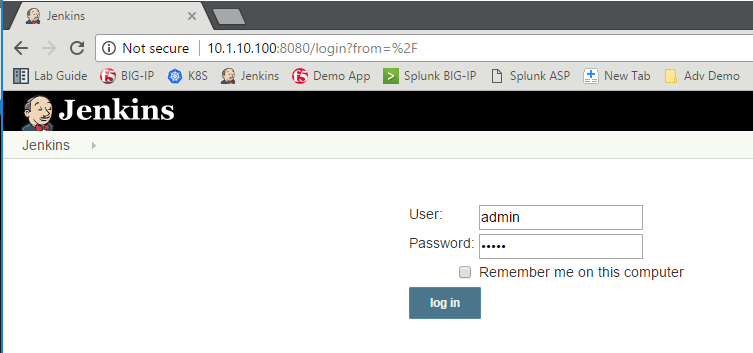 Jenkins
Not secure | 10.1.10.100:8080/login?from=%2F
Lab Guide BIG-IP K8S Jenkins Demo App Splunk BIG-IP Splunk ASP New Tab Adv Demo
Jenkins
Jenkins
User: admin
Password: •••••
Remember me on this computer
log in